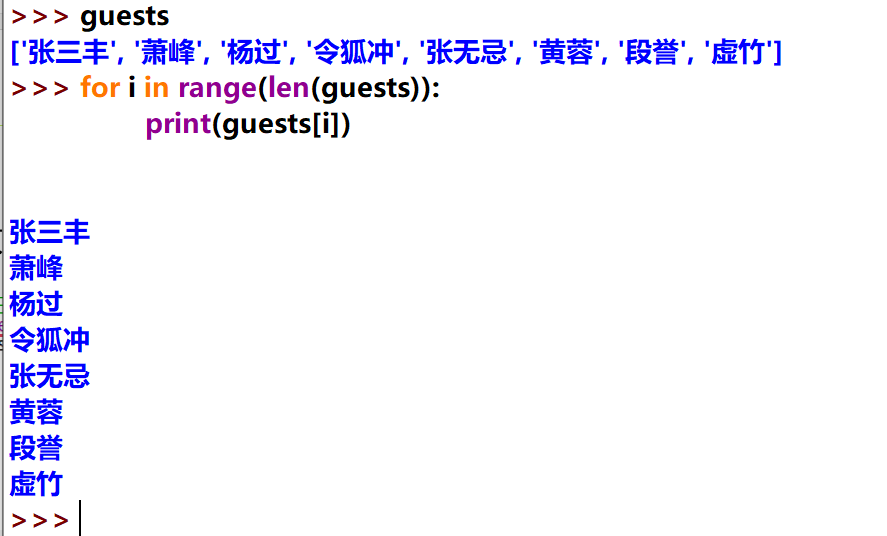 >>> guests
['张三丰', '萧峰', '杨过', '令狐冲', '张无忌', '黄蓉', '段誉', '虚竹']
>>> for i in range(len(guests)):
print(guests[i])
张三丰
萧峰
杨过
令狐冲
张无忌
黄蓉
段誉
虚竹
>>>